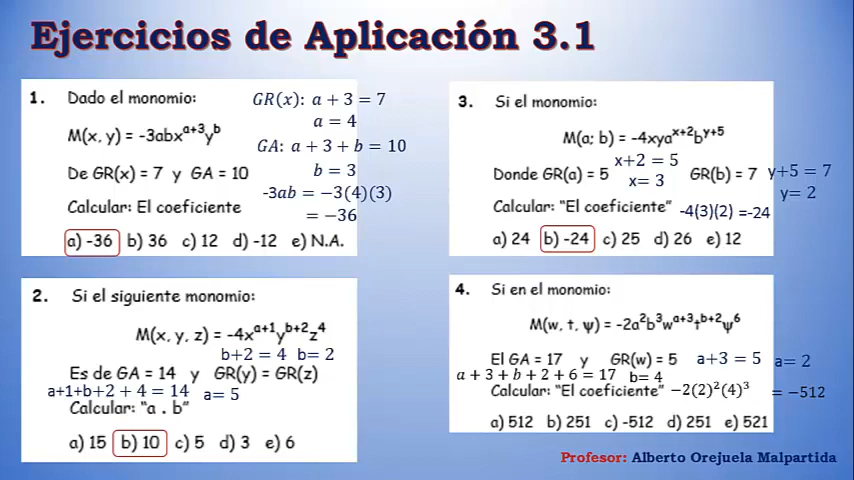 Ejercicios de Aplicación 3.1
1. Dado el monomio:
M(x, y) = -3abx^{a+3}y^{b}
De GR(x) = 7 y GA = 10
Calcular: El coeficiente
a) -36 b) 36 c) 12 d) -12 e) N.A.
GR(x): a + 3 = 7
a = 4
GA: a + 3 + b = 10
b = 3
-3ab = −3(4)(3)
= −36
2. Si el siguiente monomio:
M(x, y, z) = -4x^{a+1}y^{b+2}z^{4}
b+2 = 4 b= 2
Es de GA = 14 y GR(y) = GR(z)
a+1+b+2 + 4 = 14 a= 5
Calcular: "a . b"
a) 15 b) 10 c) 5 d) 3 e) 6
3. Si el monomio:
M(a; b) = -4xya^{x+2}b^{y+5}
x+2 = 5
Donde GR(a) = 5 GR(b) = 7 y+5 = 7
x= 3
y= 2
Calcular: "El coeficiente" -4(3)(2) =-24
a) 24 b) -24 c) 25 d) 26 e) 12
4. Si en el monomio:
M(w, t, ψ) = -2a^{2}b^{3}w^{a+3}t^{b+2}ψ^{6}
El GA = 17 y GR(w) = 5 a+3 = 5 a= 2
a + 3 + b + 2 + 6 = 17 b= 4
Calcular: "El coeficiente" −2(2)^{2}(4)^{3} = −512
a) 512 b) 251 c) -512 d) 251 e) 521
Profesor: Alberto Orejuela Malpartida